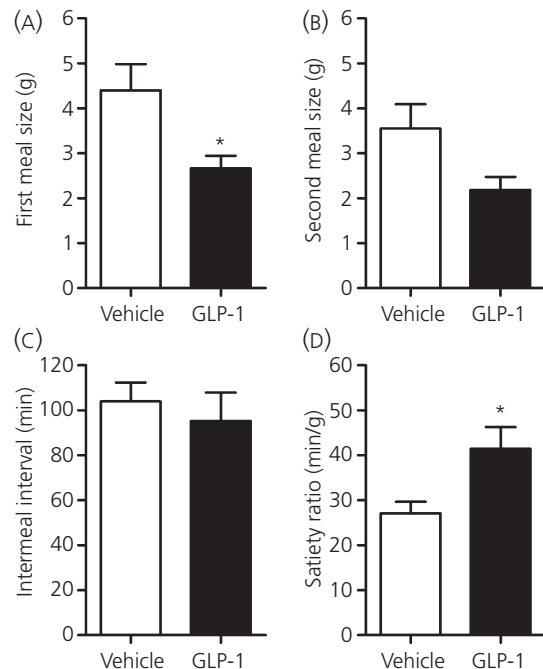 (A)
First meal size (g)
6
5
4
3
2
1
0
*
Vehicle GLP-1
(B)
Second meal size (g)
6
5
4
3
2
1
0
Vehicle GLP-1
(C)
Intermeal interval (min)
120
100
80
60
40
20
0
Vehicle GLP-1
(D)
Satiety ratio (min/g)
60
50
40
30
20
10
0
*
Vehicle GLP-1